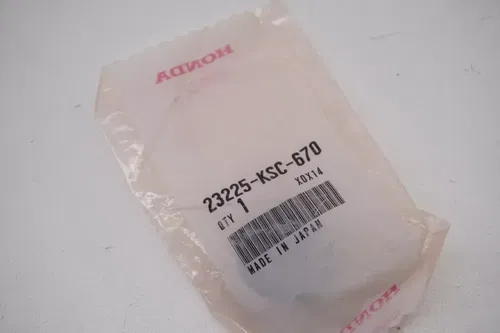 HONDA
23225-KSC-670
XOX14
QTY 1
MADE IN JAPAN
HONDA